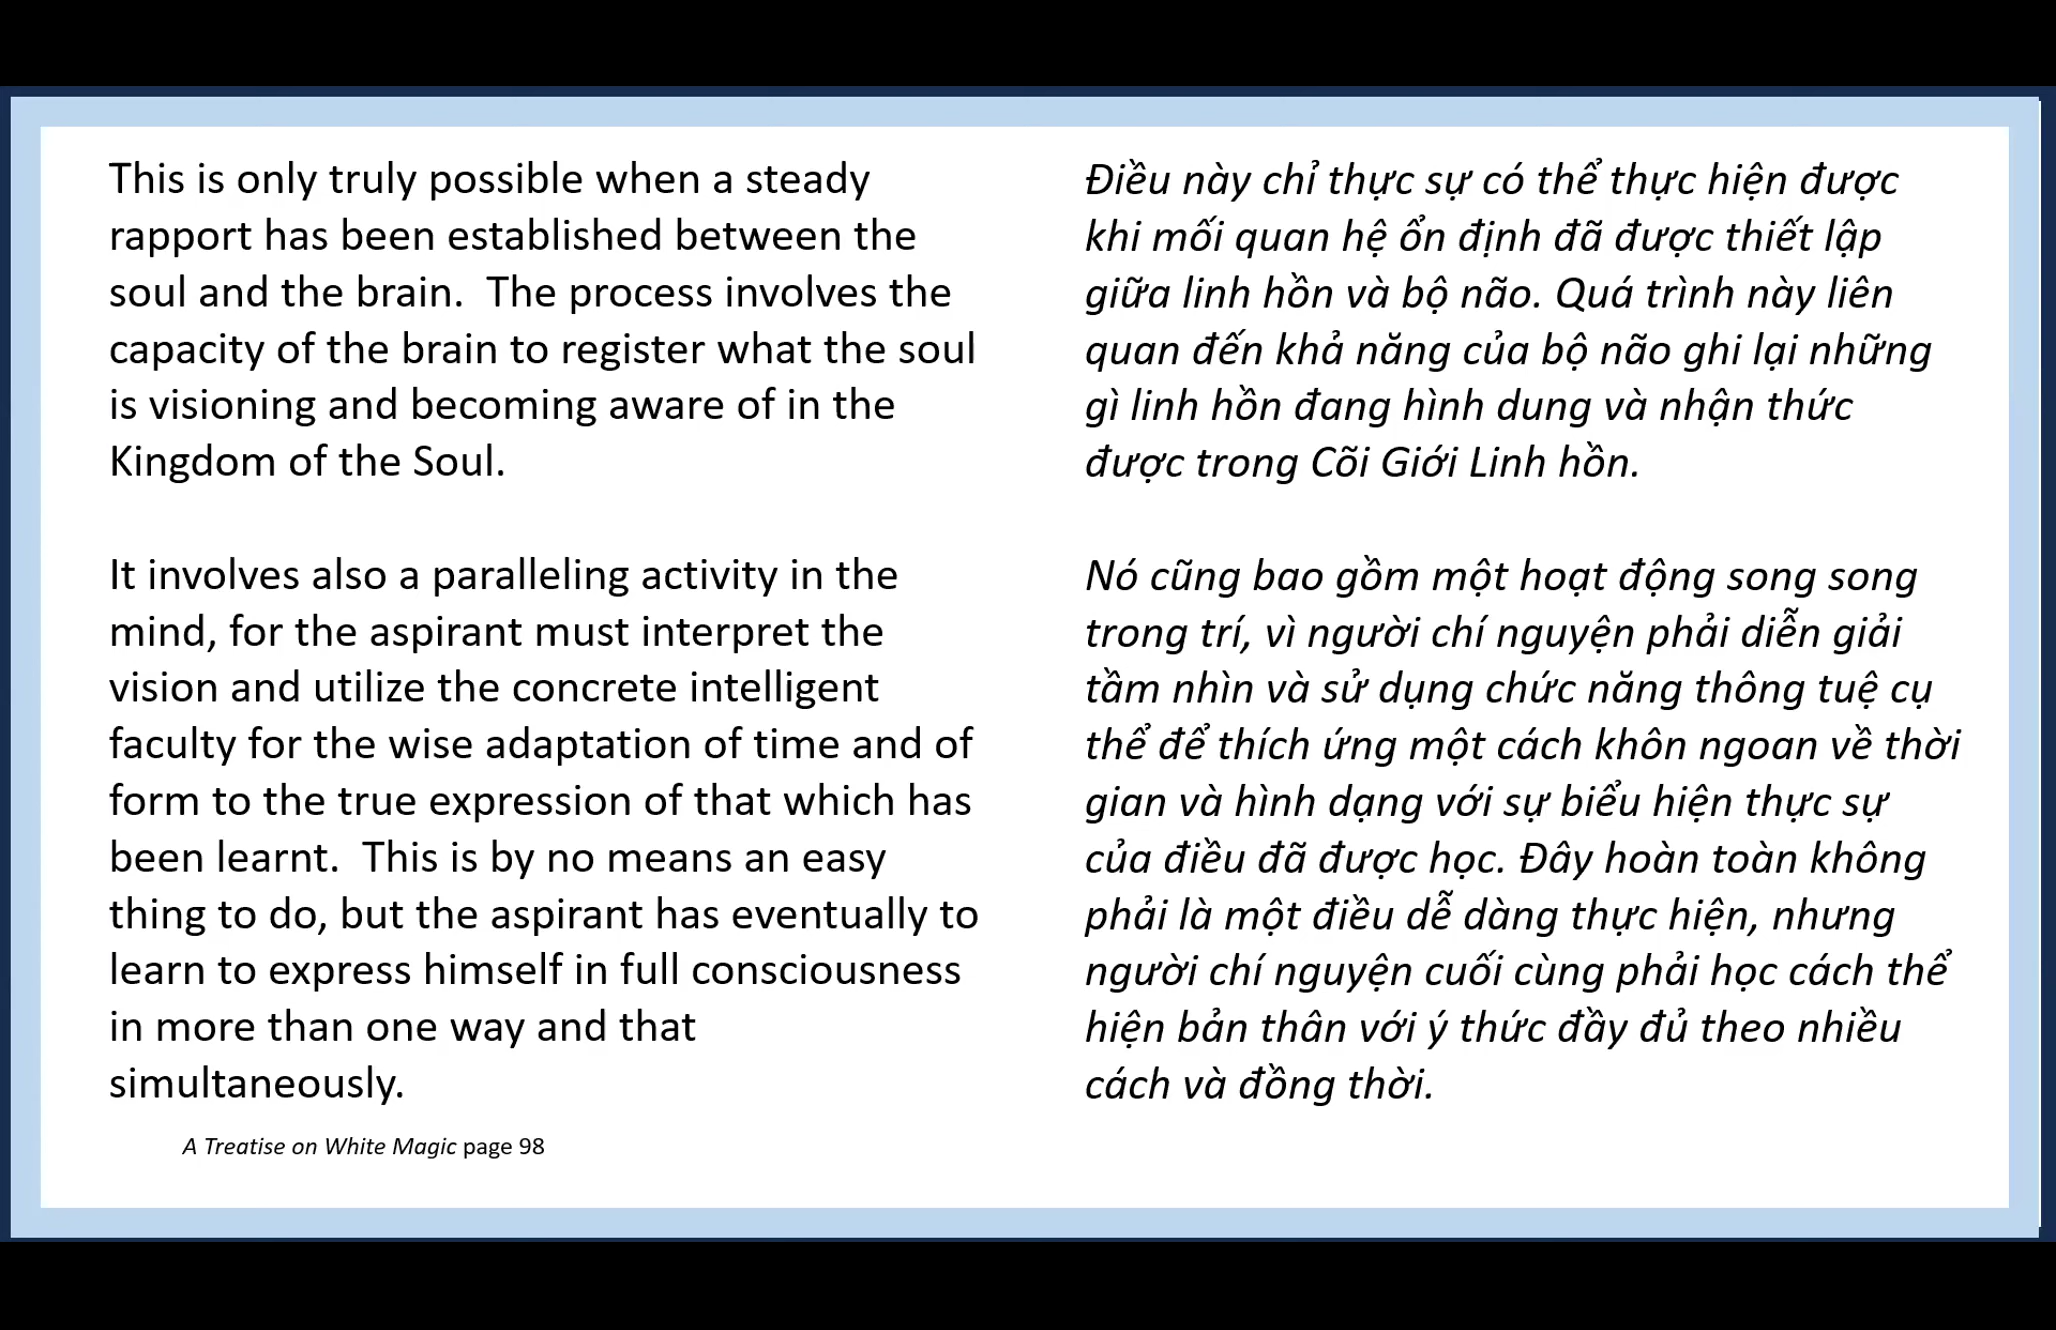 This is only truly possible when a steady
rapport has been established between the
soul and the brain.  The process involves the
capacity of the brain to register what the soul
is visioning and becoming aware of in the
Kingdom of the Soul.
It involves also a paralleling activity in the
mind, for the aspirant must interpret the
vision and utilize the concrete intelligent
faculty for the wise adaptation of time and of
form to the true expression of that which has
been learnt.  This is by no means an easy
thing to do, but the aspirant has eventually to
learn to express himself in full consciousness
in more than one way and that
simultaneously.
A Treatise on White Magic page 98
Điều này chỉ thực sự có thể thực hiện được
khi mối quan hệ ổn định đã được thiết lập
giữa linh hồn và bộ não. Quá trình này liên
quan đến khả năng của bộ não ghi lại những
gì linh hồn đang hình dung và nhận thức
được trong Cõi Giới Linh hồn.
Nó cũng bao gồm một hoạt động song song
trong trí, vì người chí nguyện phải diễn giải
tầm nhìn và sử dụng chức năng thông tuệ cụ
thể để thích ứng một cách khôn ngoan về thời
gian và hình dạng với sự biểu hiện thực sự
của điều đã được học. Đây hoàn toàn không
phải là một điều dễ dàng thực hiện, nhưng
người chí nguyện cuối cùng phải học cách thể
hiện bản thân với ý thức đầy đủ theo nhiều
cách và đồng thời.